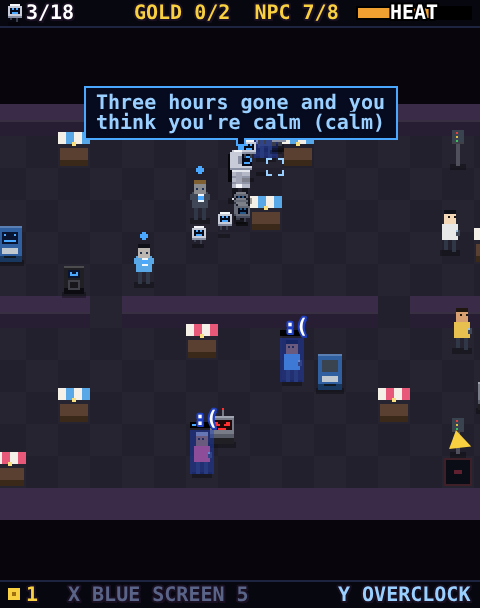 3/18 GOLD 0/2 NPC 7/8 HEAT
Three hours gone and you
think you're calm (calm)
:(
:(
1 X BLUE SCREEN 5 Y OVERCLOCK